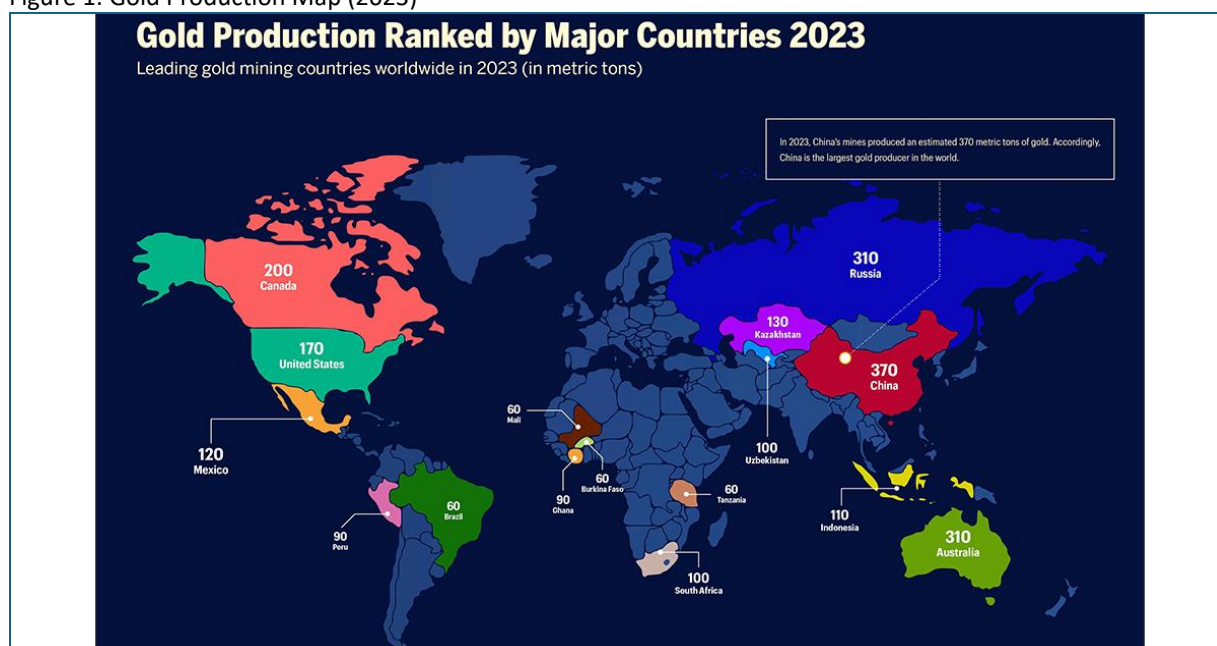 Figure 1: Gold Production Map (2023)
Gold Production Ranked by Major Countries 2023
Leading gold mining countries worldwide in 2023 (in metric tons)
In 2023, China's mines produced an estimated 370 metric tons of gold. Accordingly,
China is the largest gold producer in the world.
200
Canada
310
Russia
170
United States
130
Kazakhstan
370
China
120
Mexico
60
Mali
60
Burkina Faso
90
Ghana
100
Uzbekistan
60
Tanzania
110
Indonesia
60
Brazil
90
Peru
100
South Africa
310
Australia